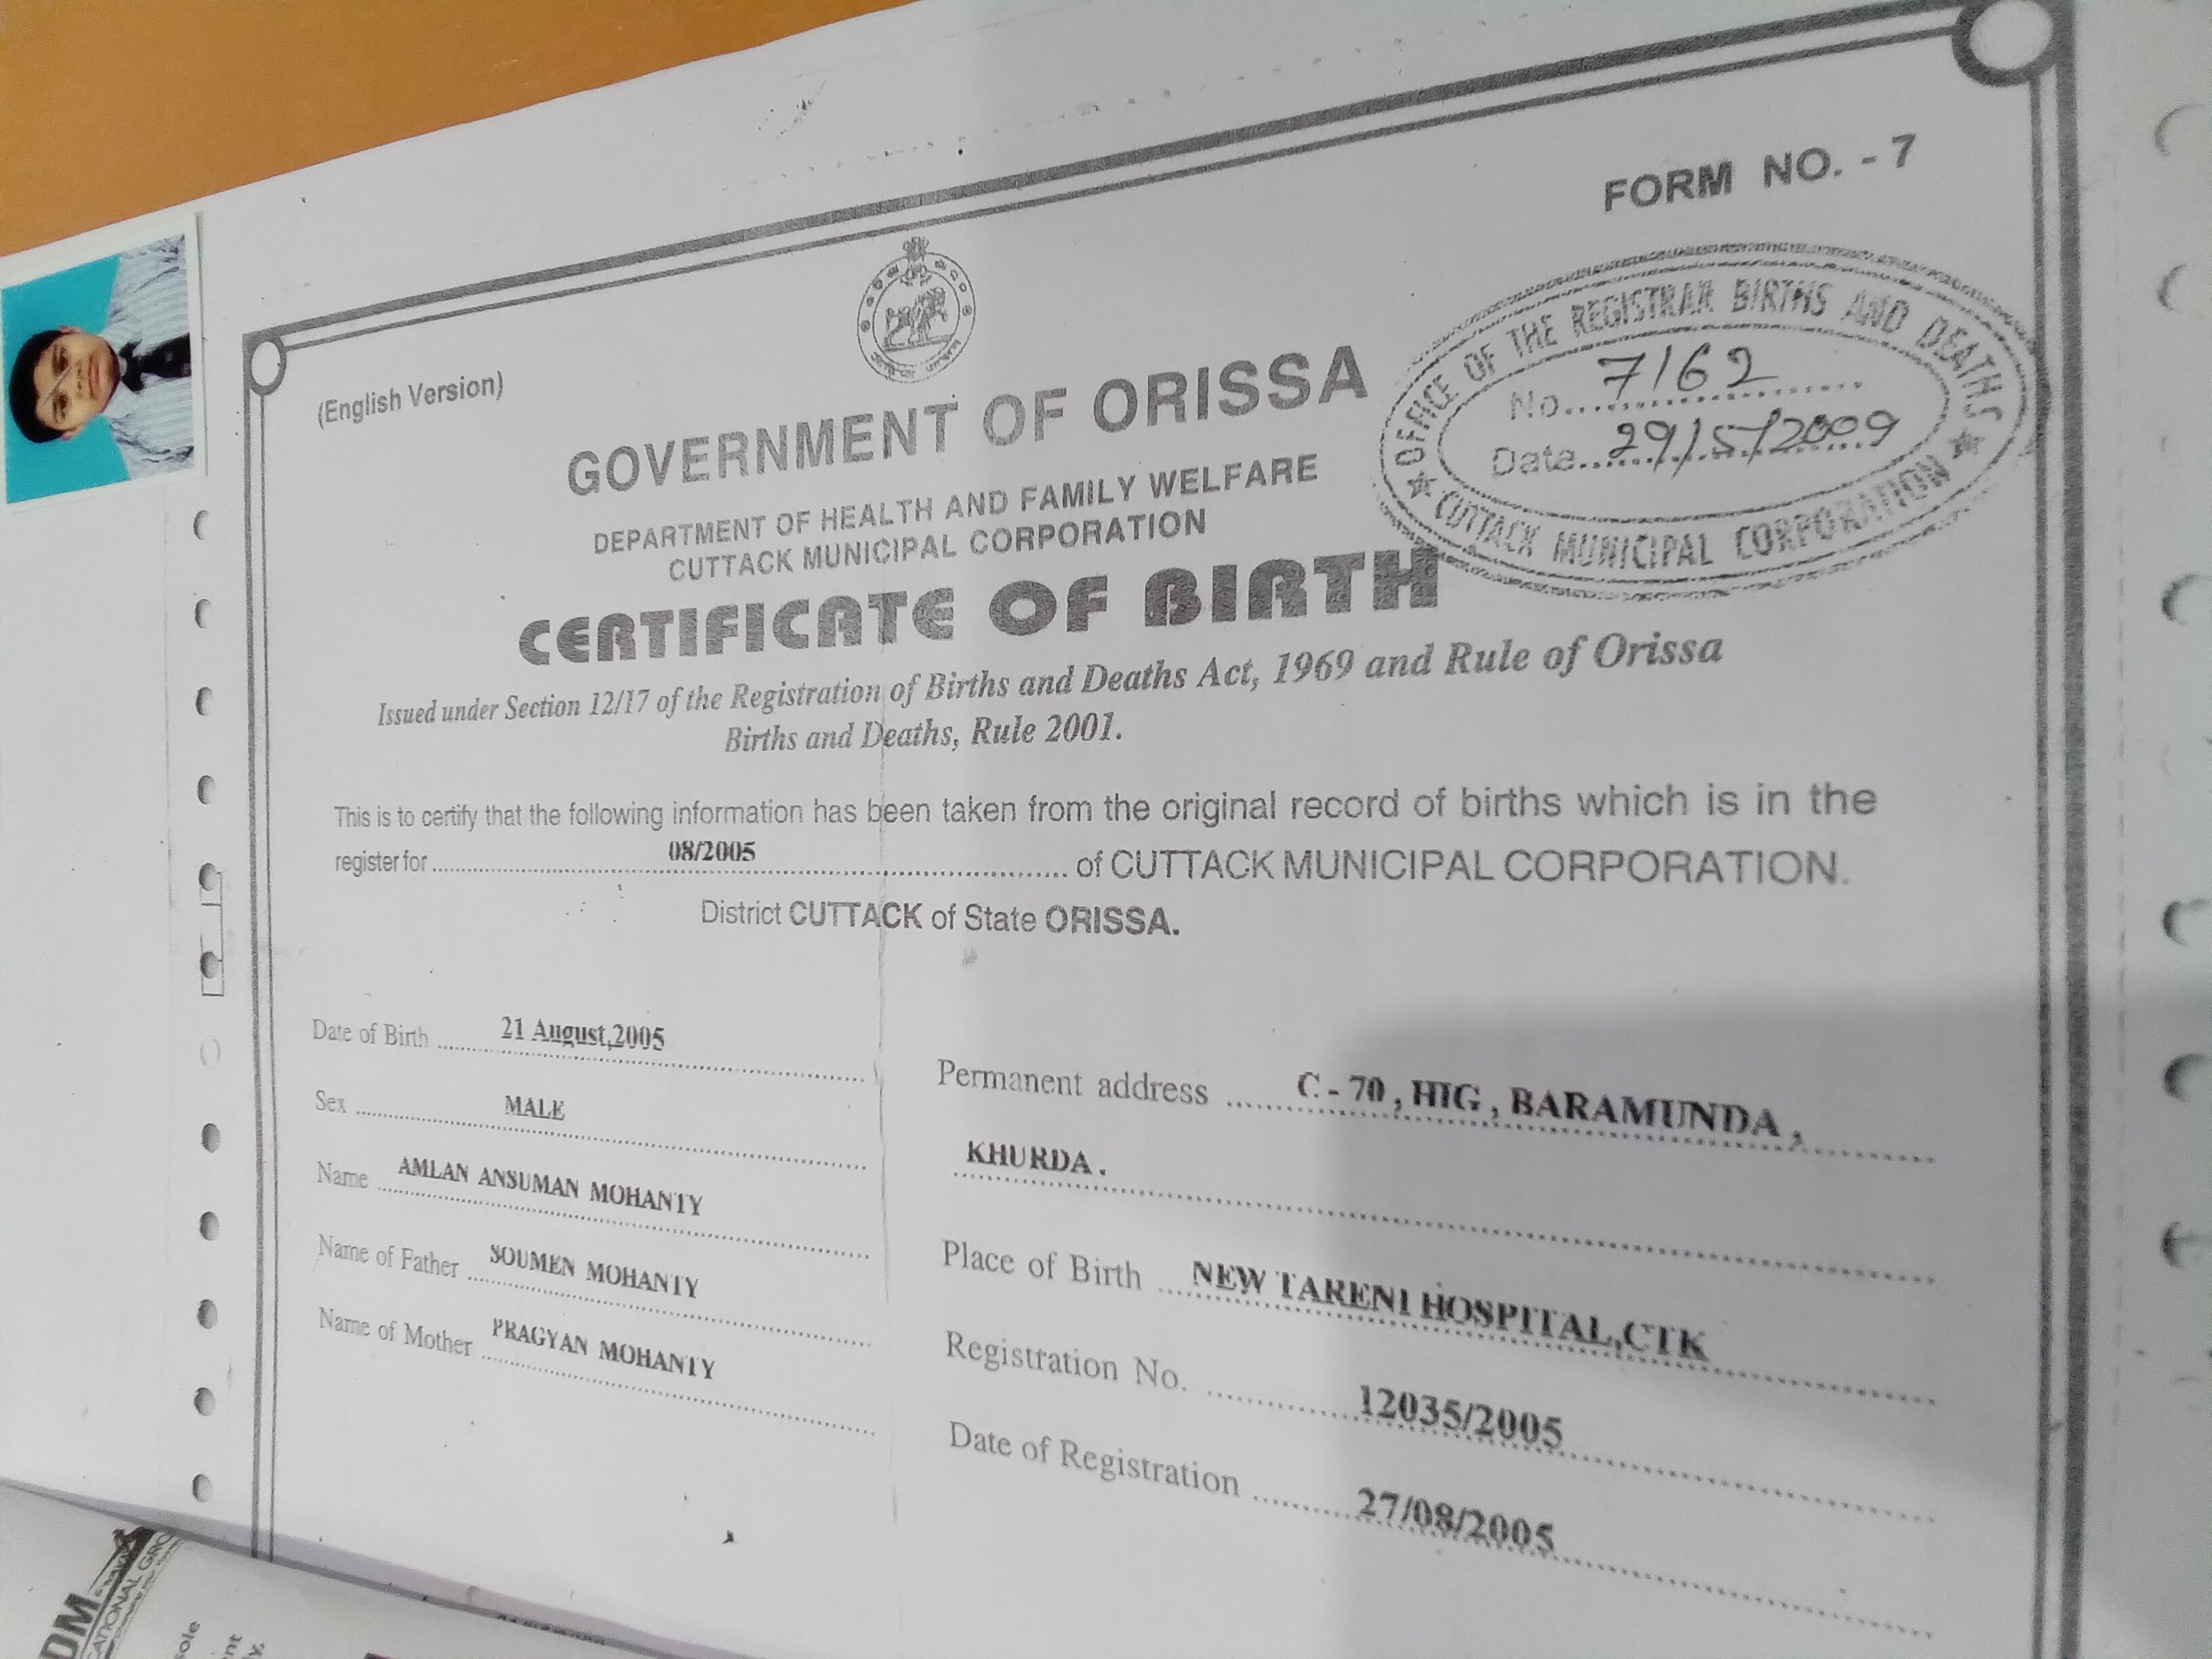 FORM NO. - 7
(English Version)
OFFICE OF THE REGISTRAR BIRTHS AND DEATHS
No. 7162
Date 29/5/2009
CUTTACK MUNICIPAL CORPORATION
GOVERNMENT OF ORISSA
DEPARTMENT OF HEALTH AND FAMILY WELFARE
CUTTACK MUNICIPAL CORPORATION
CERTIFICATE OF BIRTH
Issued under Section 12/17 of the Registration of Births and Deaths Act, 1969 and Rule of Orissa
Births and Deaths, Rule 2001.
This is to certify that the following information has been taken from the original record of births which is in the
register for 08/2005 of CUTTACK MUNICIPAL CORPORATION.
District CUTTACK of State ORISSA.
Date of Birth 21 August,2005
Sex MALE
Name AMLAN ANSUMAN MOHANTY
Name of Father SOUMEN MOHANTY
Name of Mother PRAGYAN MOHANTY
Permanent address C - 70 , HIG , BARAMUNDA ,
KHURDA .
Place of Birth NEW TARENI HOSPITAL,CTK
Registration No. 12035/2005
Date of Registration 27/08/2005